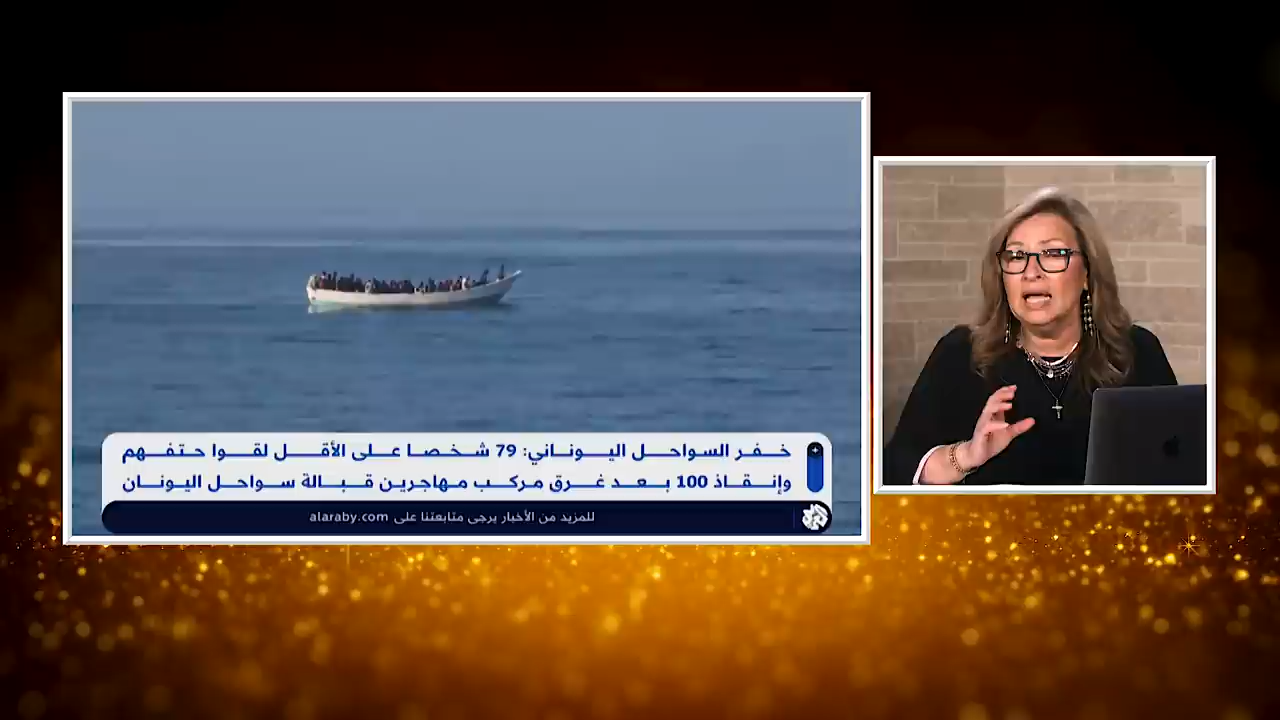 خفر السواحل اليوناني: 79 شخصا على الأقل لقوا حتفهم
وإنقاذ 100 بعد غرق مركب مهاجرين قبالة سواحل اليونان
للمزيد من الأخبار يرجى متابعتنا على alaraby.com